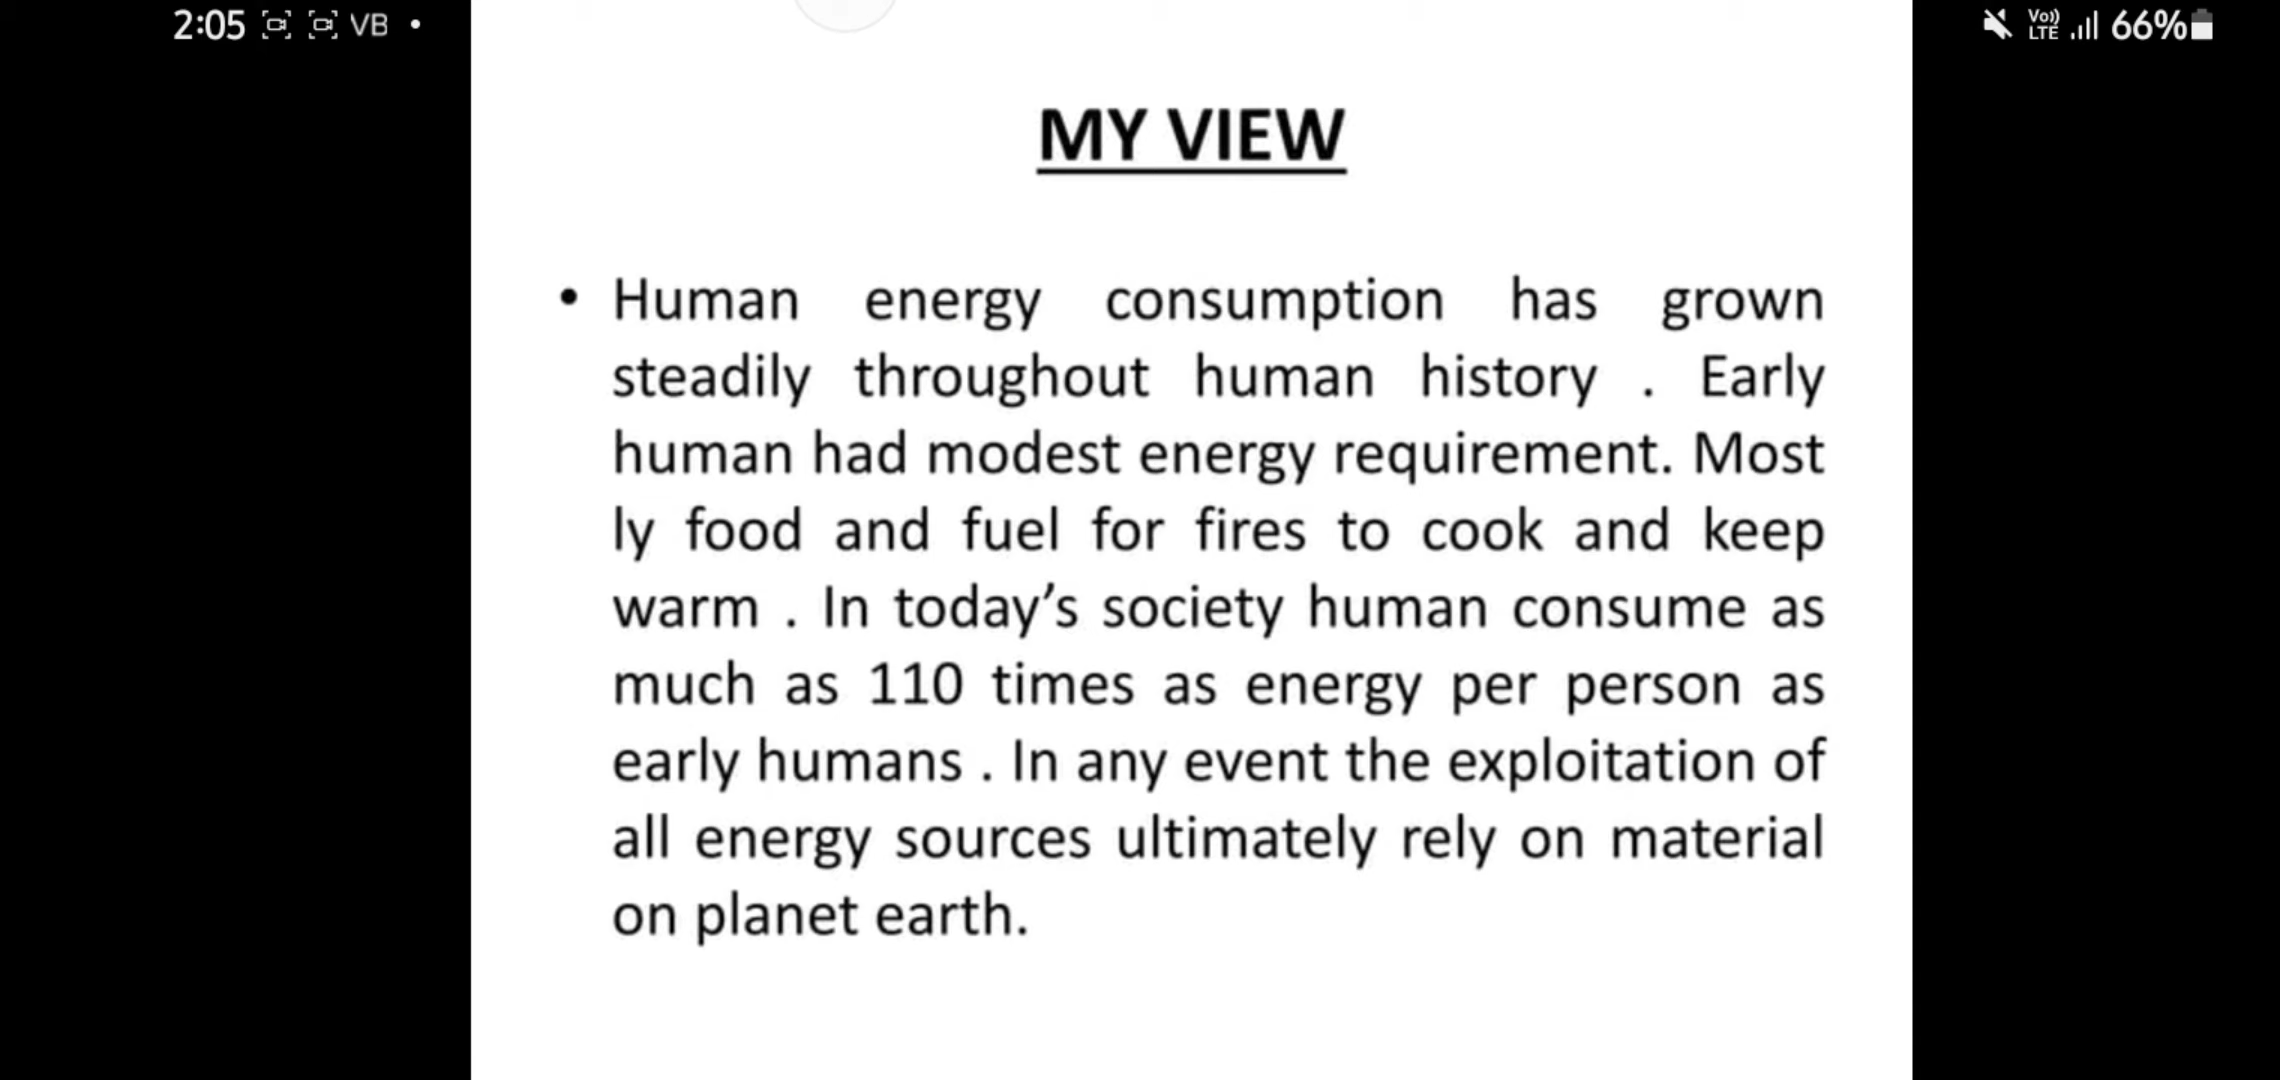 2:05 VB •
Vo)) LTE 66%
MY VIEW
• Human energy consumption has grown
steadily throughout human history . Early
human had modest energy requirement. Most
ly food and fuel for fires to cook and keep
warm . In today’s society human consume as
much as 110 times as energy per person as
early humans . In any event the exploitation of
all energy sources ultimately rely on material
on planet earth.